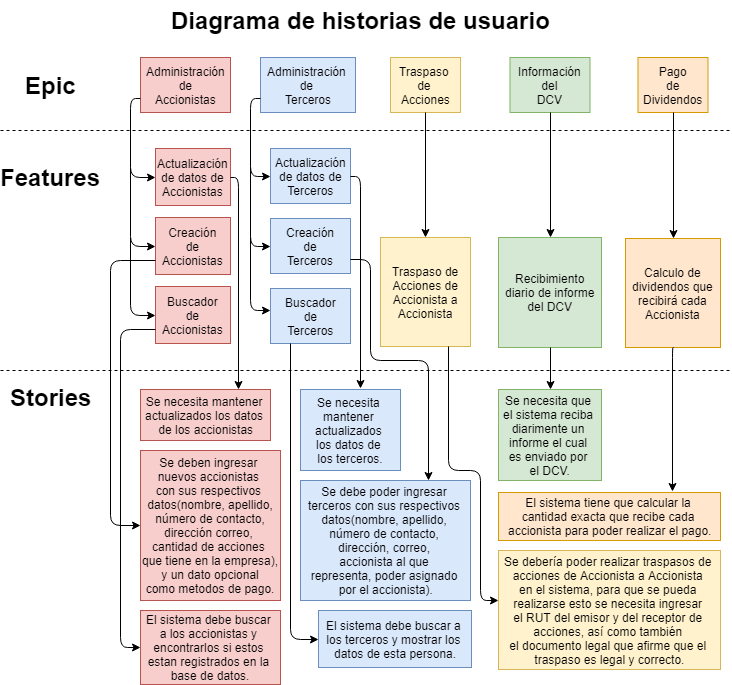 Diagrama de historias de usuario
Epic
Administración
de
Accionistas
Administración
de
Terceros
Traspaso
de
Acciones
Información
del
DCV
Pago
de
Dividendos
Features
Actualización
de datos de
Accionistas
Actualización
de datos de
Terceros
Creación
de
Accionistas
Creación
de
Terceros
Buscador
de
Accionistas
Buscador
de
Terceros
Traspaso de
Acciones de
Accionista a
Accionista
Recibimiento
diario de informe
del DCV
Calculo de
dividendos que
recibirá cada
Accionista
Stories
Se necesita mantener
actualizados los datos
de los accionistas
Se necesita
mantener
actualizados
los datos de
los terceros.
Se necesita que
el sistema reciba
diarimente un
informe el cual
es enviado por
el DCV.
Se deben ingresar
nuevos accionistas
con sus respectivos
datos(nombre, apellido,
número de contacto,
dirección correo,
cantidad de acciones
que tiene en la empresa),
y un dato opcional
como metodos de pago.
Se debe poder ingresar
terceros con sus respectivos
datos(nombre, apellido,
número de contacto,
dirección, correo,
accionista al que
representa, poder asignado
por el accionista).
El sistema tiene que calcular la
cantidad exacta que recibe cada
accionista para poder realizar el pago.
Se debería poder realizar traspasos de
acciones de Accionista a Accionista
en el sistema, para que se pueda
realizarse esto se necesita ingresar
el RUT del emisor y del receptor de
acciones, así como también
el documento legal que afirme que el
traspaso es legal y correcto.
El sistema debe buscar
a los accionistas y
encontrarlos si estos
estan registrados en la
base de datos.
El sistema debe buscar a
los terceros y mostrar los
datos de esta persona.